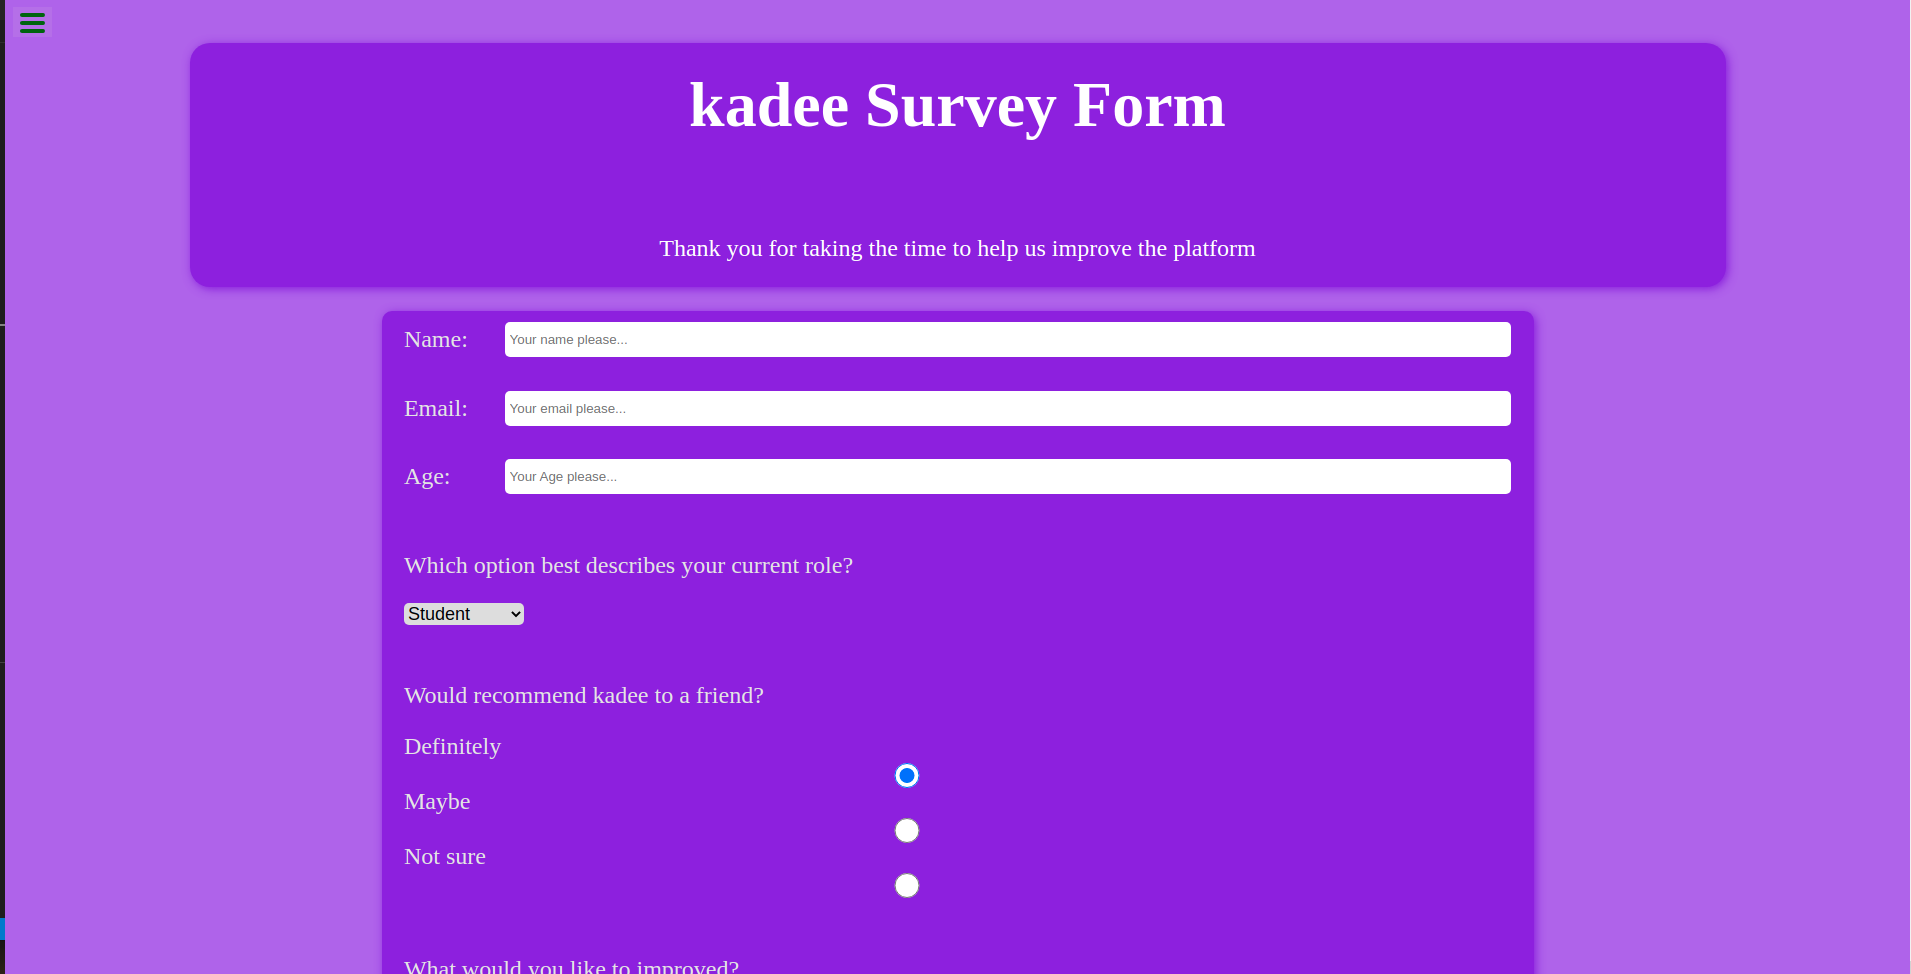 kadee Survey Form
Thank you for taking the time to help us improve the platform
Name:
Your name please...
Email:
Your email please...
Age:
Your Age please...
Which option best describes your current role?
Student
Would recommend kadee to a friend?
Definitely
Maybe
Not sure
What would you like to improved?